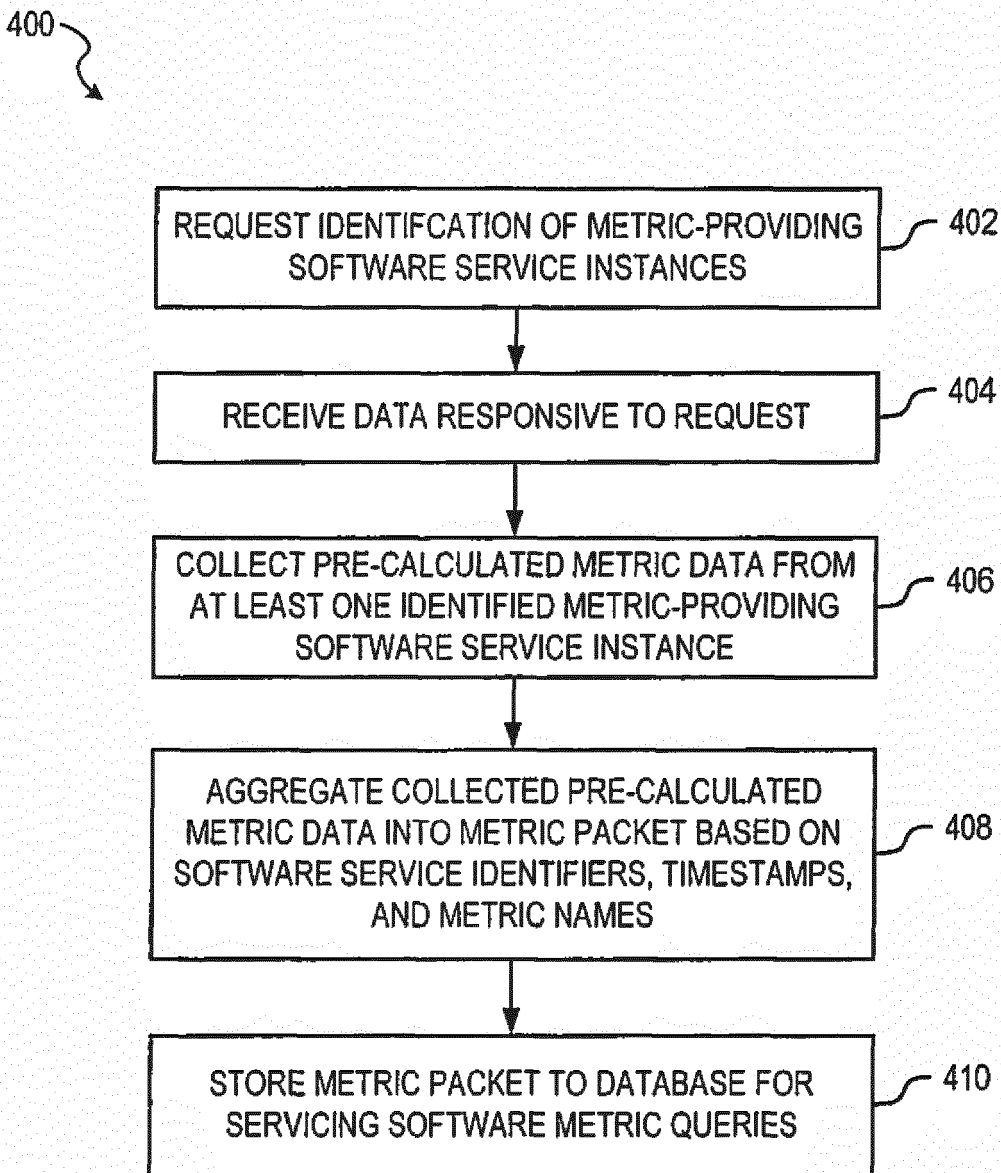 400
REQUEST IDENTIFCATION OF METRIC-PROVIDING
SOFTWARE SERVICE INSTANCES
402
RECEIVE DATA RESPONSIVE TO REQUEST
404
COLLECT PRE-CALCULATED METRIC DATA FROM
AT LEAST ONE IDENTIFIED METRIC-PROVIDING
SOFTWARE SERVICE INSTANCE
406
AGGREGATE COLLECTED PRE-CALCULATED
METRIC DATA INTO METRIC PACKET BASED ON
SOFTWARE SERVICE IDENTIFIERS, TIMESTAMPS,
AND METRIC NAMES
408
STORE METRIC PACKET TO DATABASE FOR
SERVICING SOFTWARE METRIC QUERIES
410